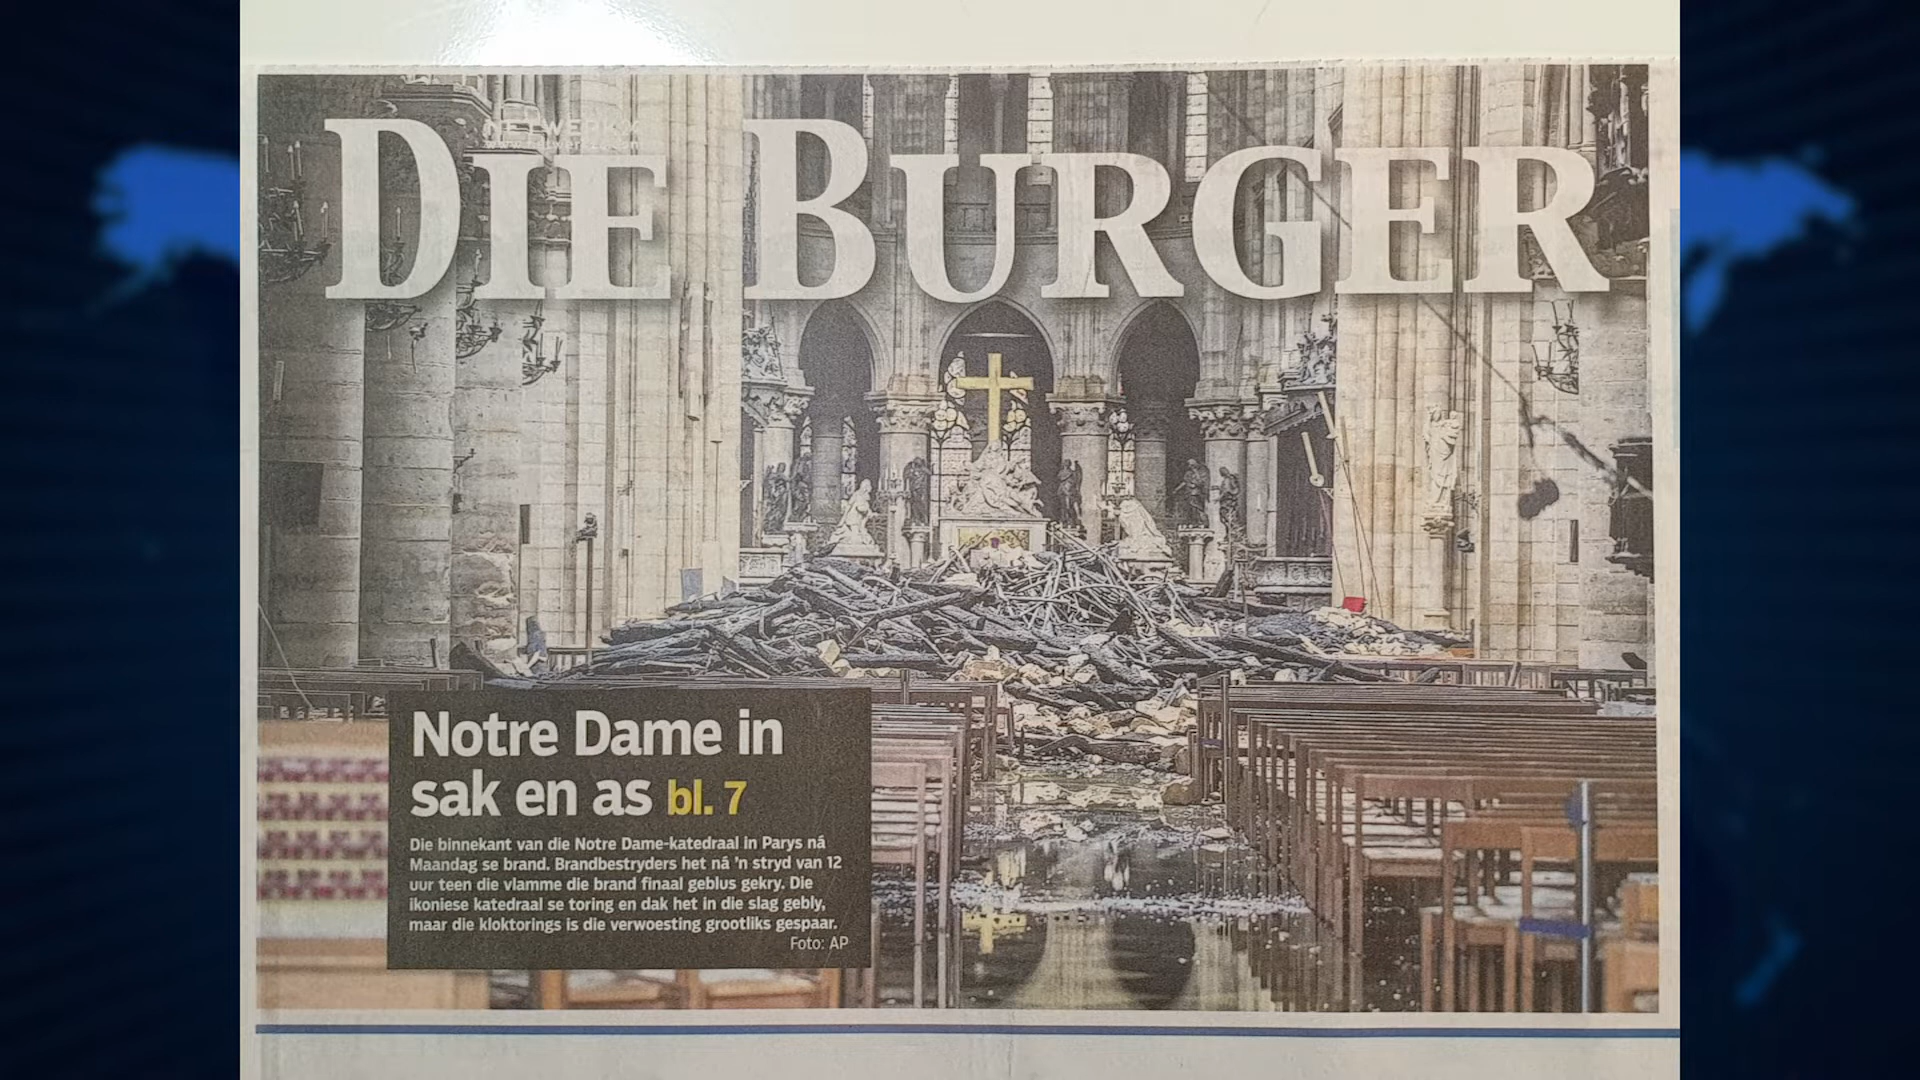 DIE BURGER
Notre Dame in
sak en as bl. 7
Die binnekant van die Notre Dame-katedraal in Parys ná
Maandag se brand. Brandbestryders het ná 'n stryd van 12
uur teen die vlamme die brand finaal geblus gekry. Die
ikoniese katedraal se toring en dak het in die slag gebly,
maar die kloktorings is die verwoesting grootliks gespaar.
Foto: AP